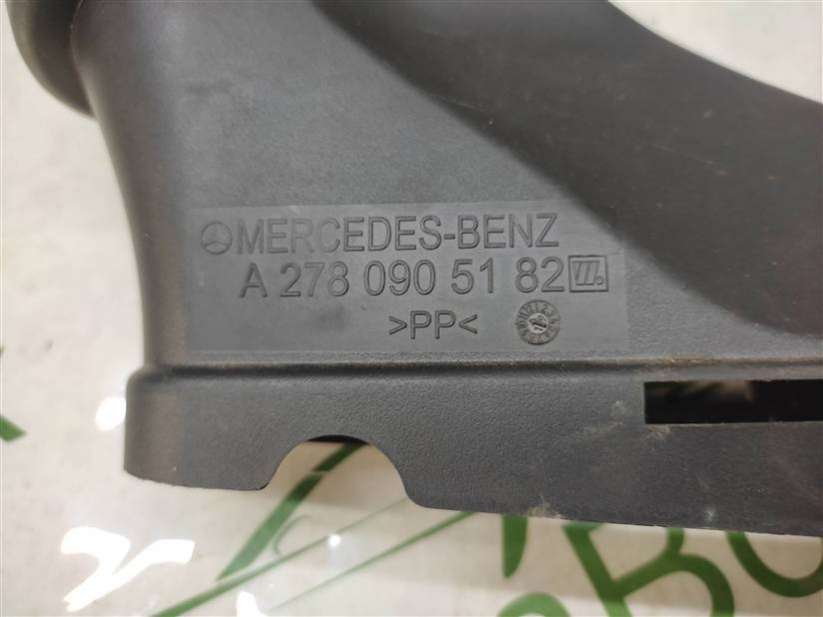 MERCEDES-BENZ
A 278 090 51 82
>PP<